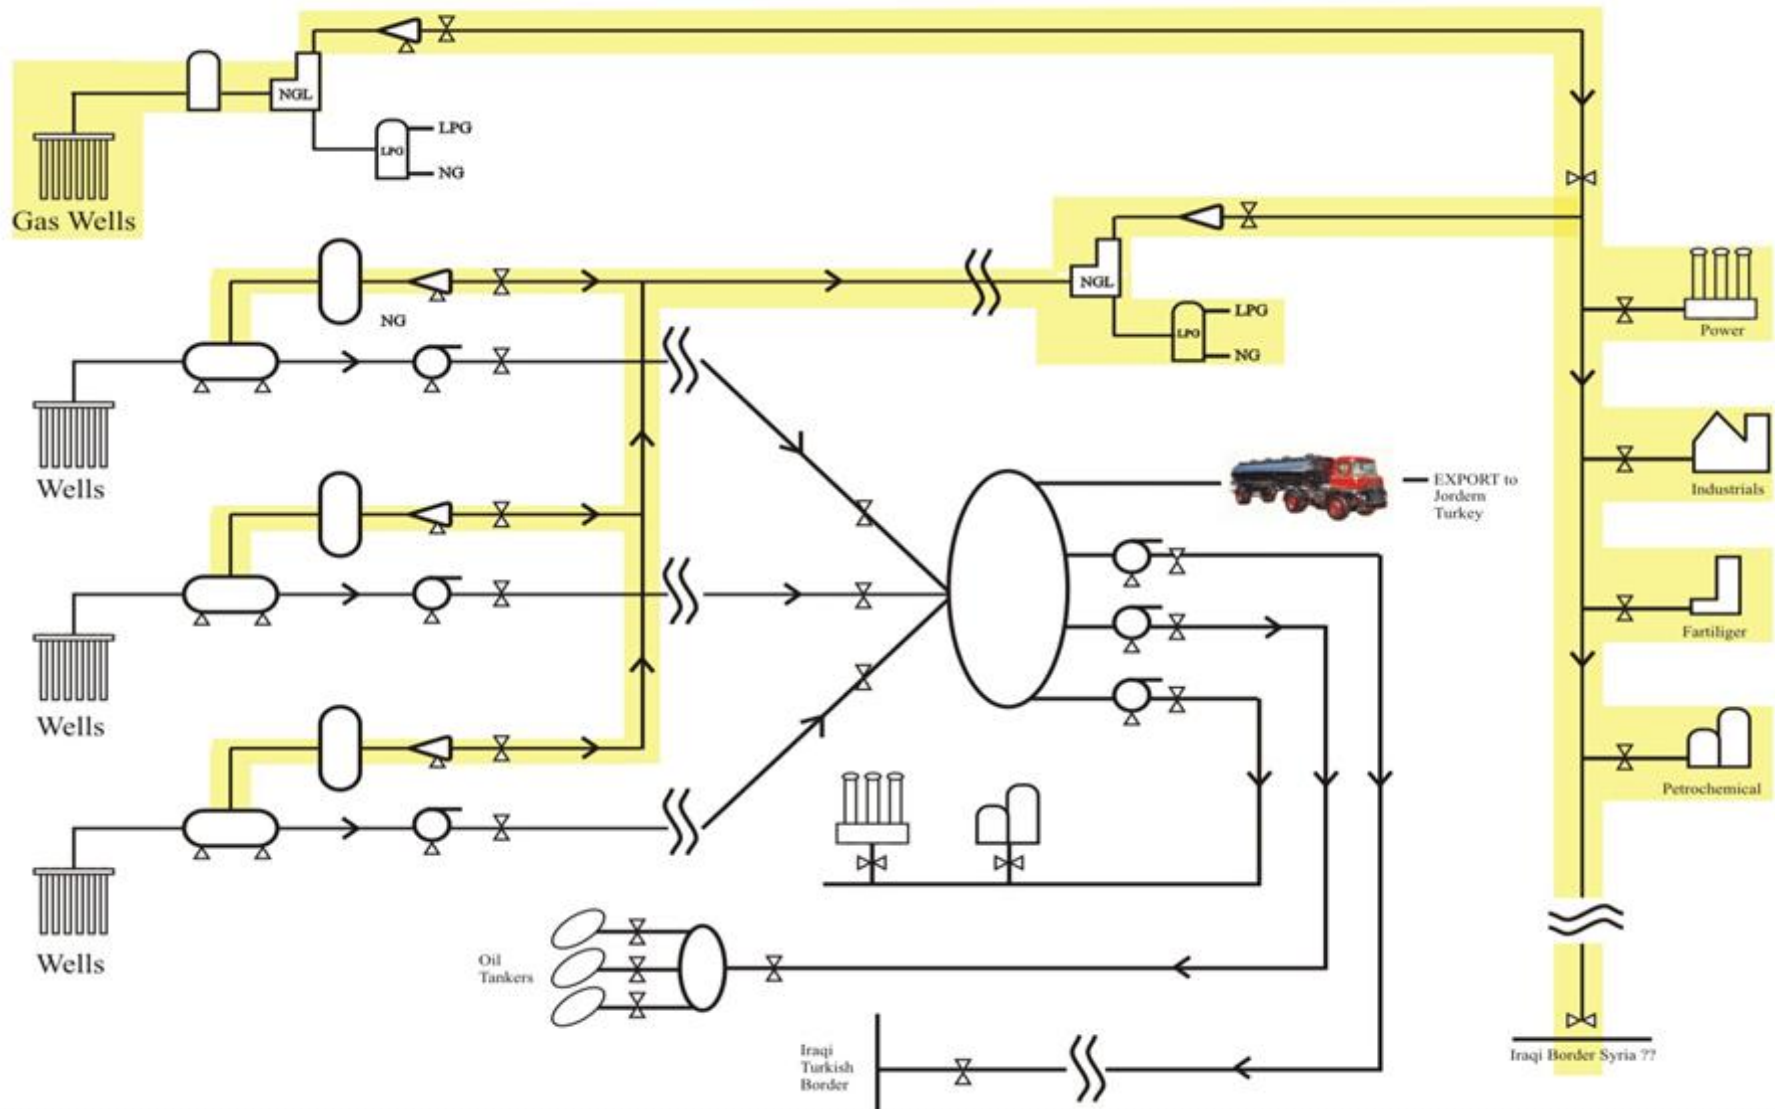 NGL
LPG
LPG
NG
Gas Wells
NGL
NG
LPG
LPG
NG
Power
Wells
EXPORT to
Jordern
Turkey
Industrials
Fartiliger
Wells
Petrochemical
Wells
Oil
Tankers
Iraqi
Turkish
Border
Iraqi Border Syria ??